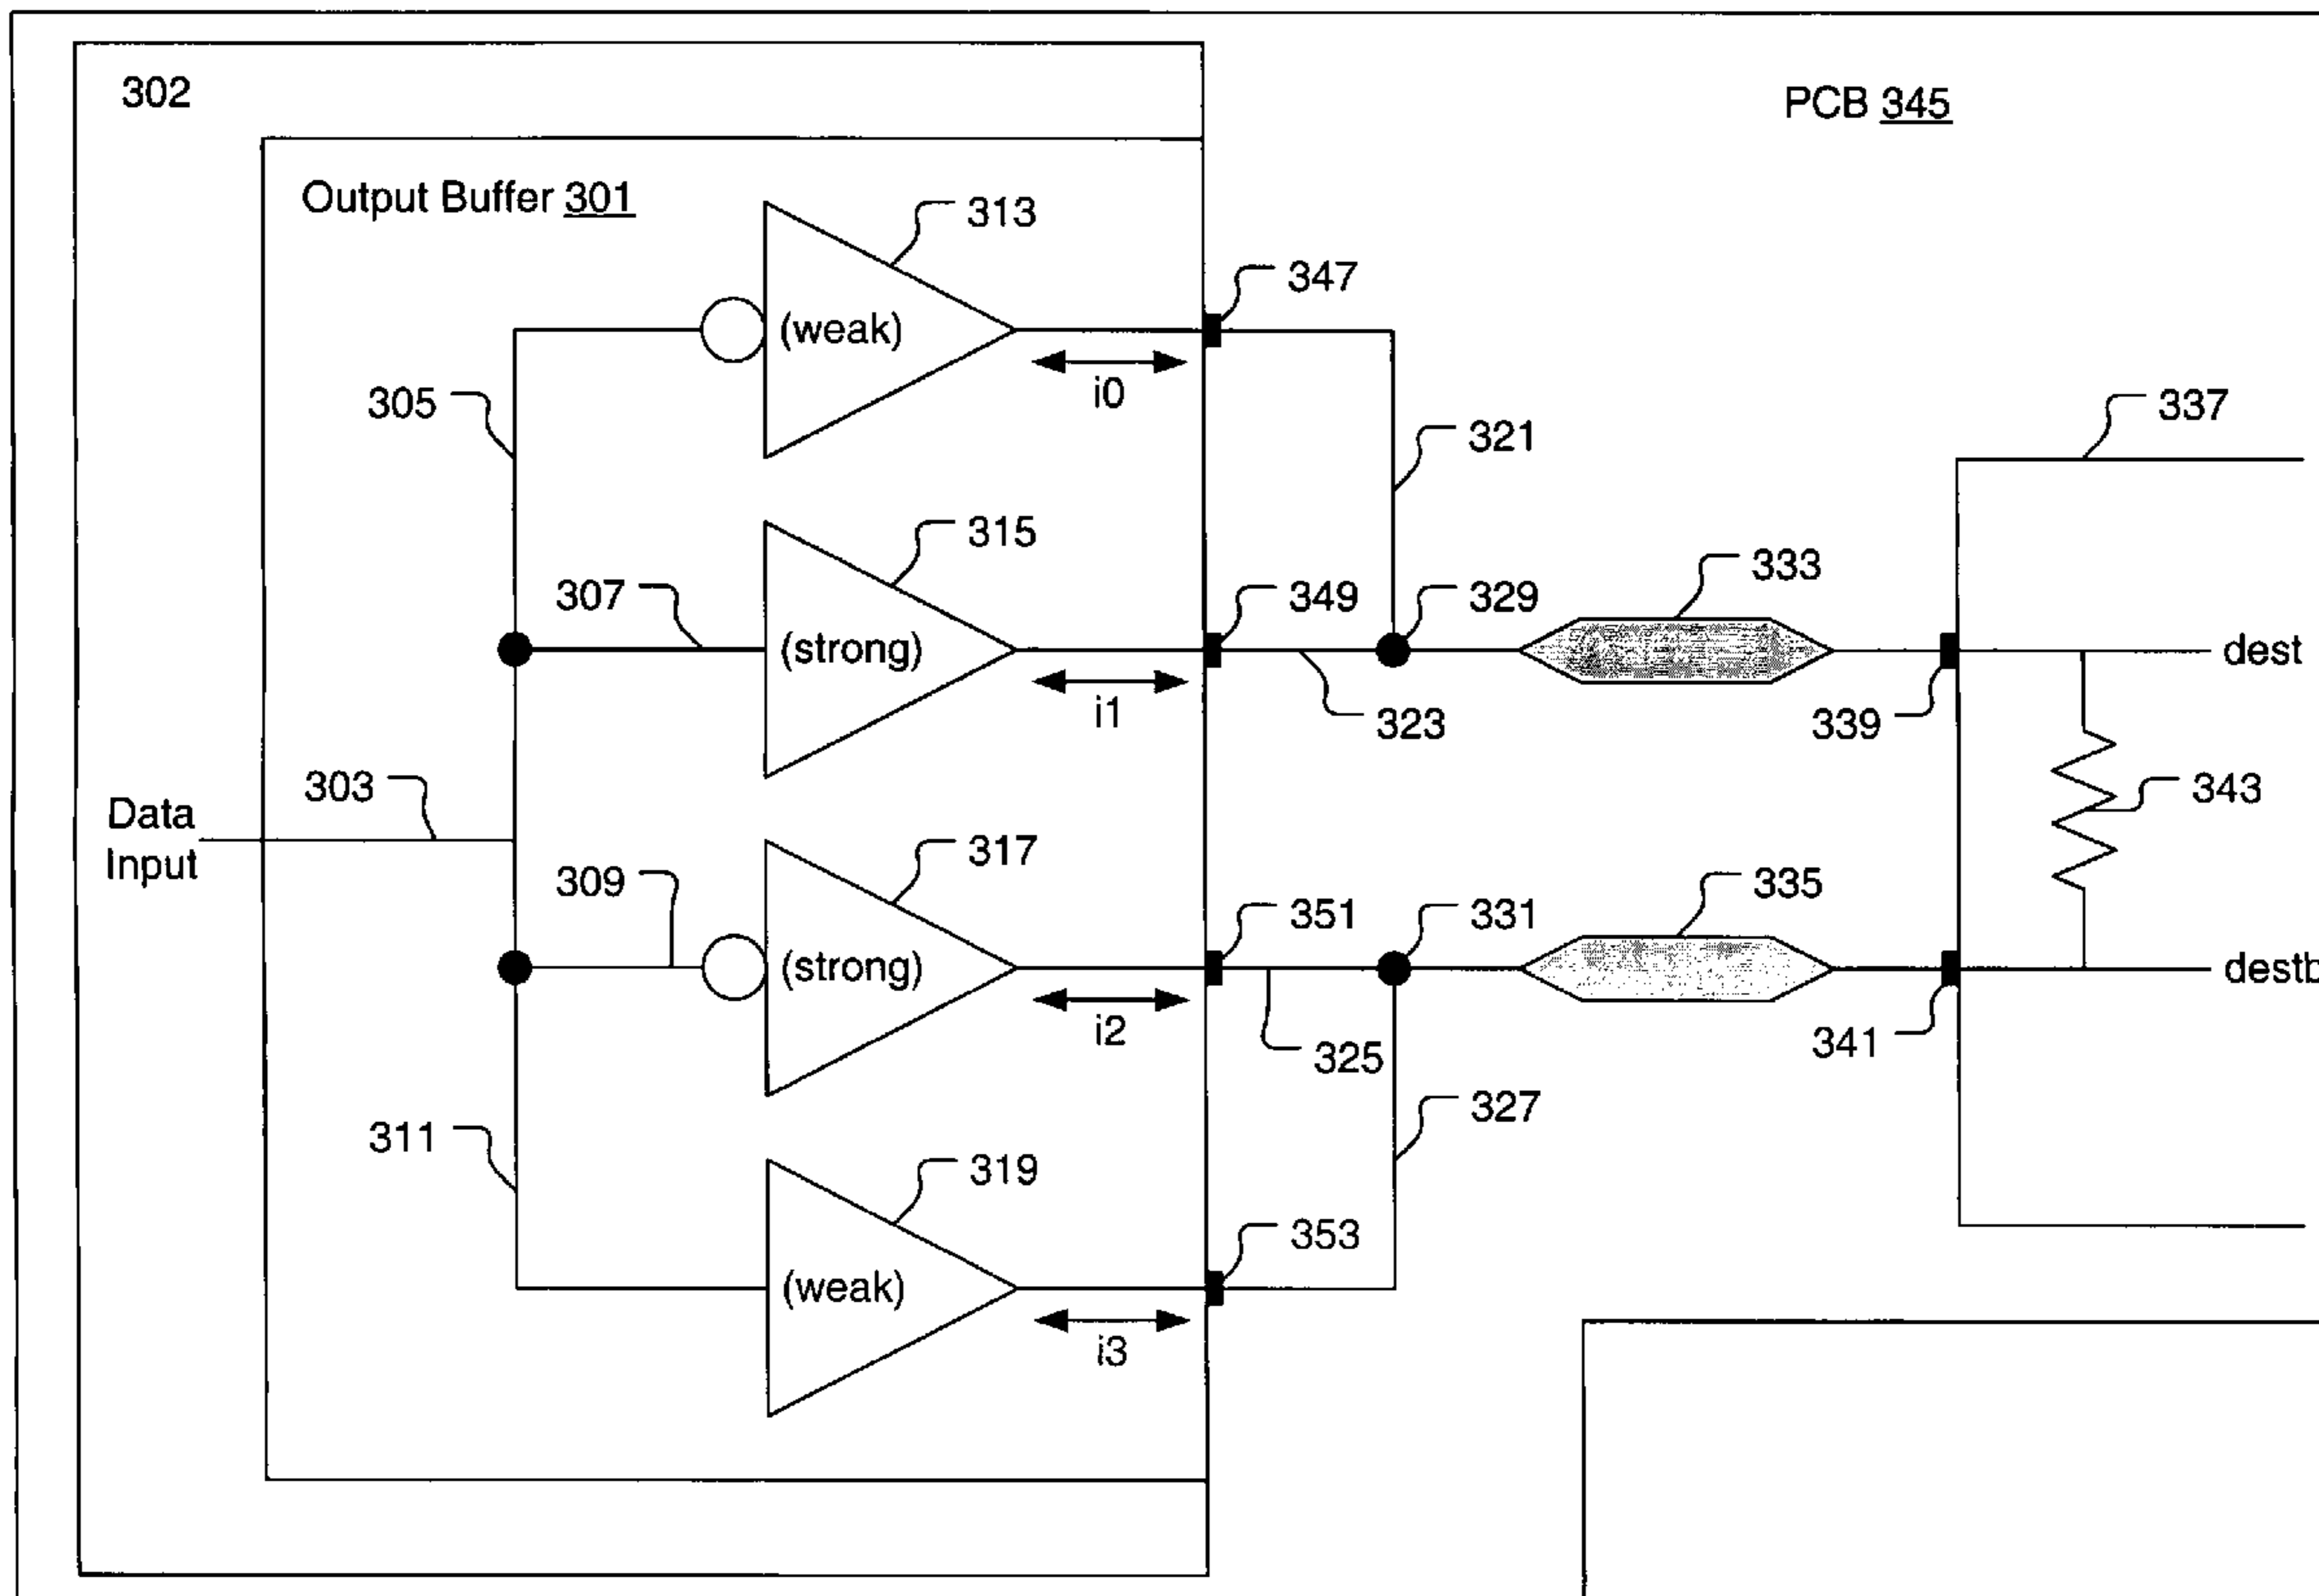 302
PCB 345
Output Buffer 301
313
(weak)
347
i0
305
321
337
315
307
349
329
333
(strong)
dest
i1
323
339
303
343
Data
Input
317
309
351
331
335
(strong)
destb
i2
325
341
311
327
319
353
(weak)
i3